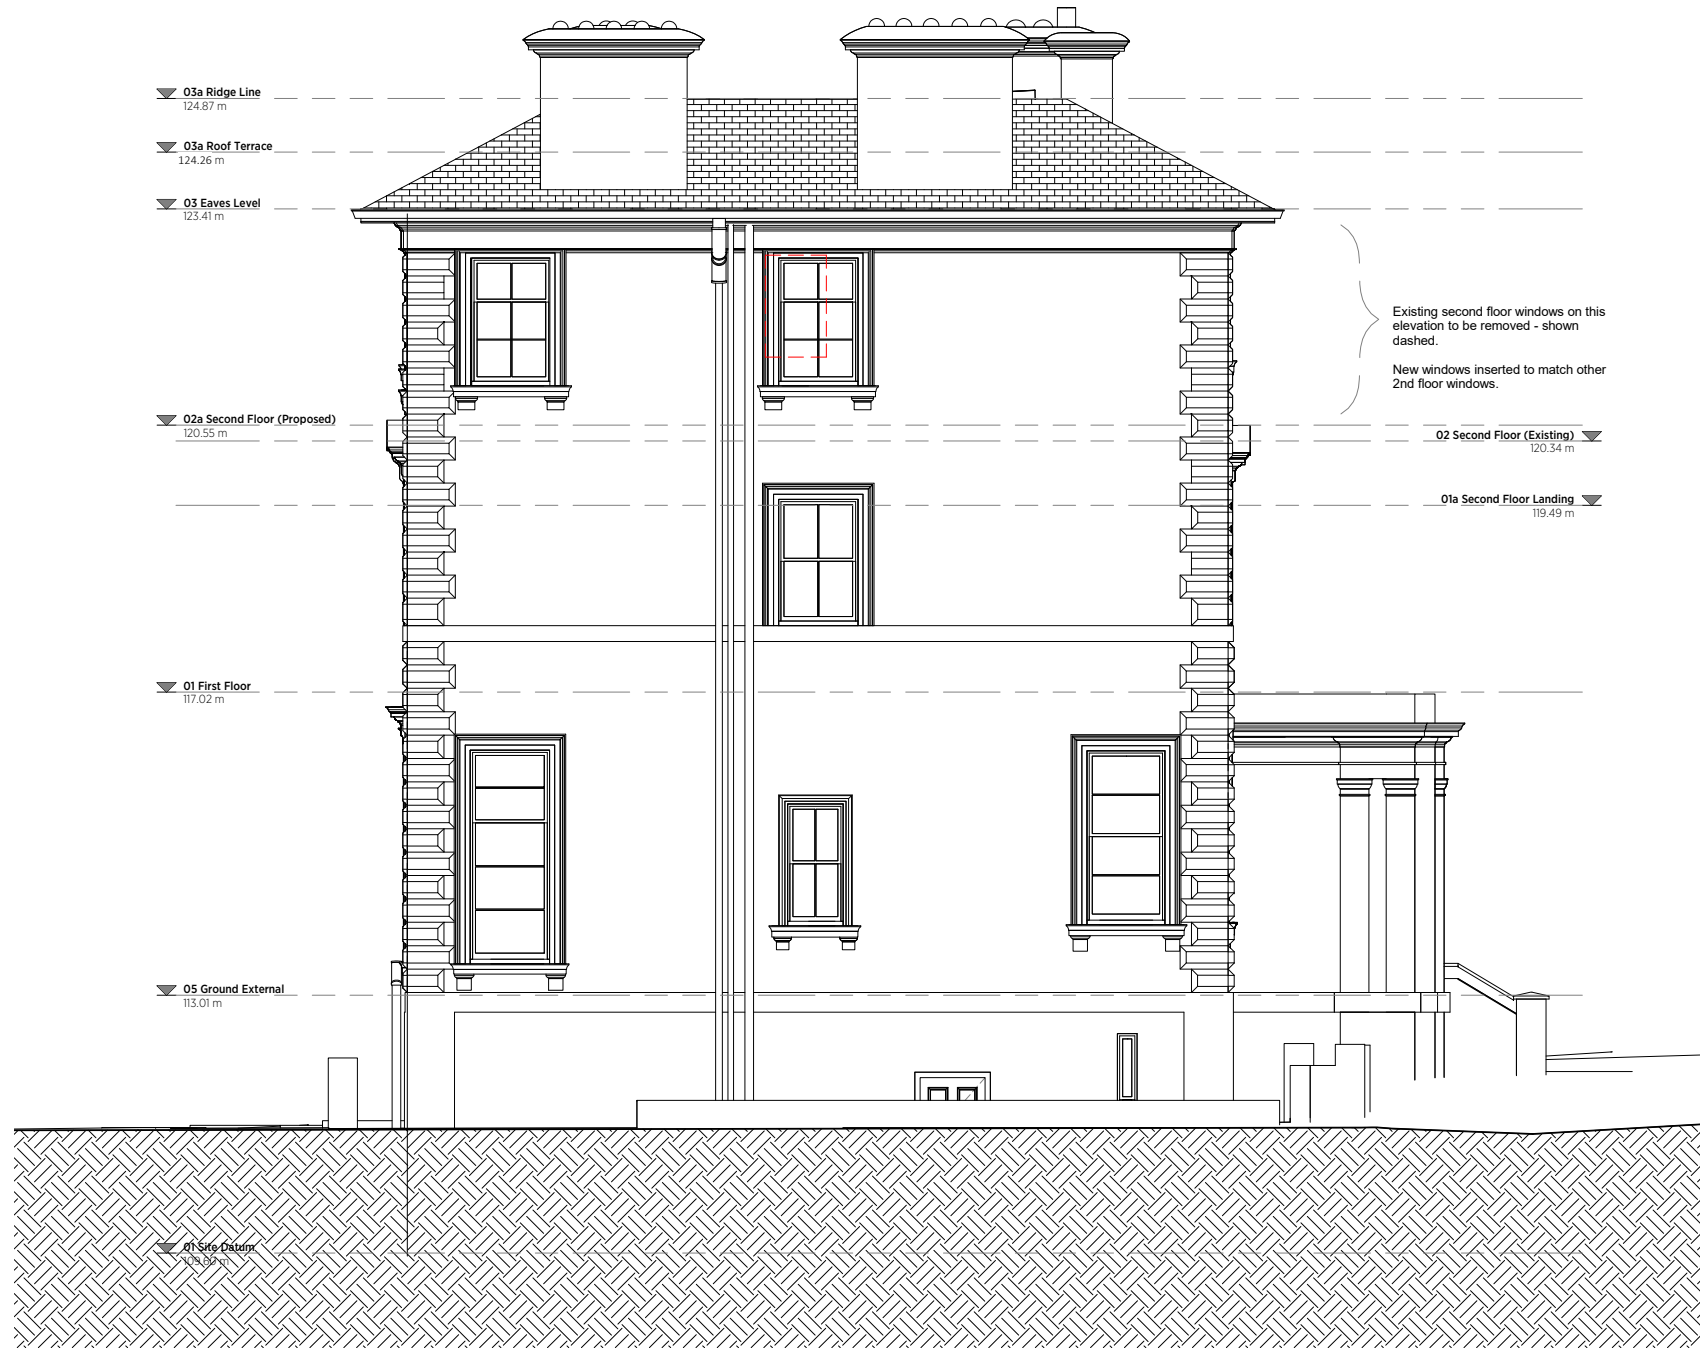 03a Ridge Line
124.87 m
03a Roof Terrace
124.26 m
03 Eaves Level
123.41 m
Existing second floor windows on this
elevation to be removed - shown
dashed.
New windows inserted to match other
2nd floor windows.
02a Second Floor (Proposed)
120.55 m
02 Second Floor (Existing)
120.34 m
01a Second Floor Landing
119.49 m
01 First Floor
117.02 m
05 Ground External
113.01 m
01 Site Datum
109.60 m